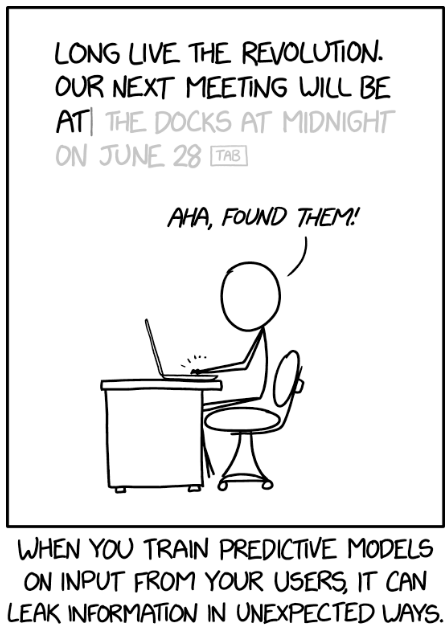 LONG LIVE THE REVOLUTION.
OUR NEXT MEETING WILL BE
AT| THE DOCKS AT MIDNIGHT
ON JUNE 28 TAB
AHA, FOUND THEM!
WHEN YOU TRAIN PREDICTIVE MODELS
ON INPUT FROM YOUR USERS, IT CAN
LEAK INFORMATION IN UNEXPECTED WAYS.